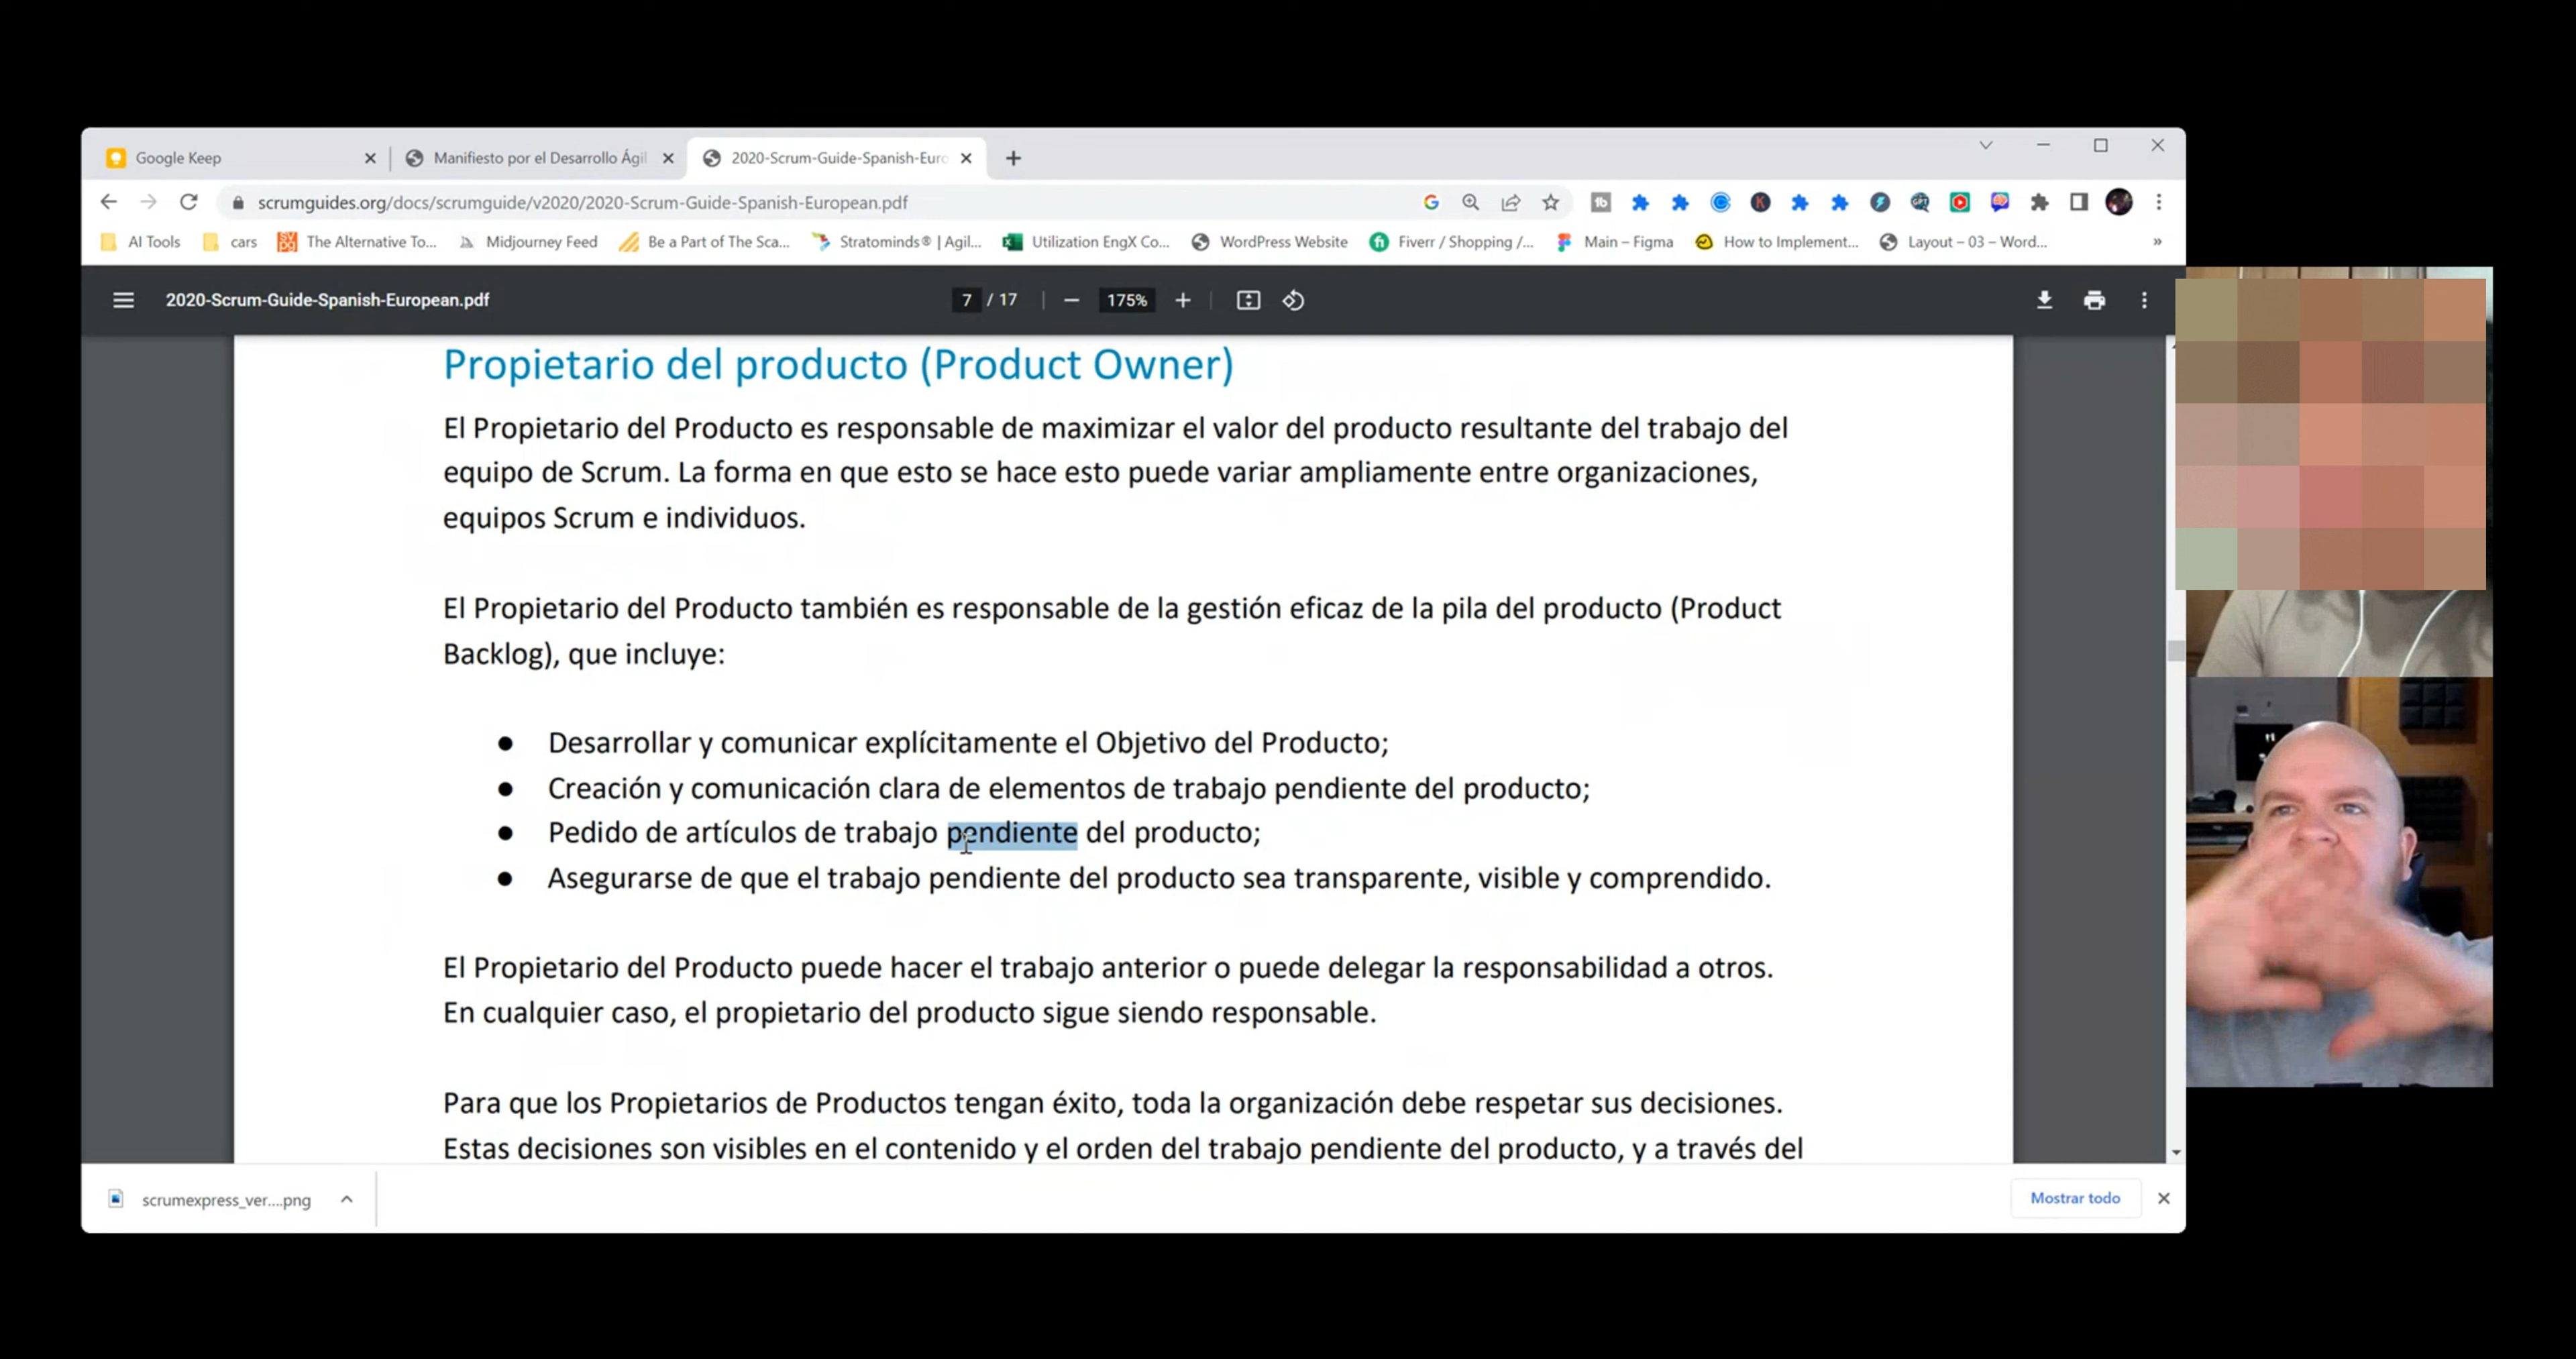 Google Keep
Manifiesto por el Desarrollo Ágil
2020-Scrum-Guide-Spanish-Euro
scrumguides.org/docs/scrumguide/v2020/2020-Scrum-Guide-Spanish-European.pdf
AI Tools
cars
The Alternative To...
Midjourney Feed
Be a Part of The Sca...
Stratominds® | Agil...
Utilization EngX Co...
WordPress Website
Fiverr / Shopping /...
Main – Figma
How to Implement...
Layout – 03 – Word...
»
2020-Scrum-Guide-Spanish-European.pdf
7 / 17
175%
Propietario del producto (Product Owner)
El Propietario del Producto es responsable de maximizar el valor del producto resultante del trabajo del
equipo de Scrum. La forma en que esto se hace esto puede variar ampliamente entre organizaciones,
equipos Scrum e individuos.
El Propietario del Producto también es responsable de la gestión eficaz de la pila del producto (Product
Backlog), que incluye:
● Desarrollar y comunicar explícitamente el Objetivo del Producto;
● Creación y comunicación clara de elementos de trabajo pendiente del producto;
● Pedido de artículos de trabajo pendiente del producto;
● Asegurarse de que el trabajo pendiente del producto sea transparente, visible y comprendido.
El Propietario del Producto puede hacer el trabajo anterior o puede delegar la responsabilidad a otros.
En cualquier caso, el propietario del producto sigue siendo responsable.
Para que los Propietarios de Productos tengan éxito, toda la organización debe respetar sus decisiones.
Estas decisiones son visibles en el contenido y el orden del trabajo pendiente del producto, y a través del
scrumexpress_ver....png
Mostrar todo